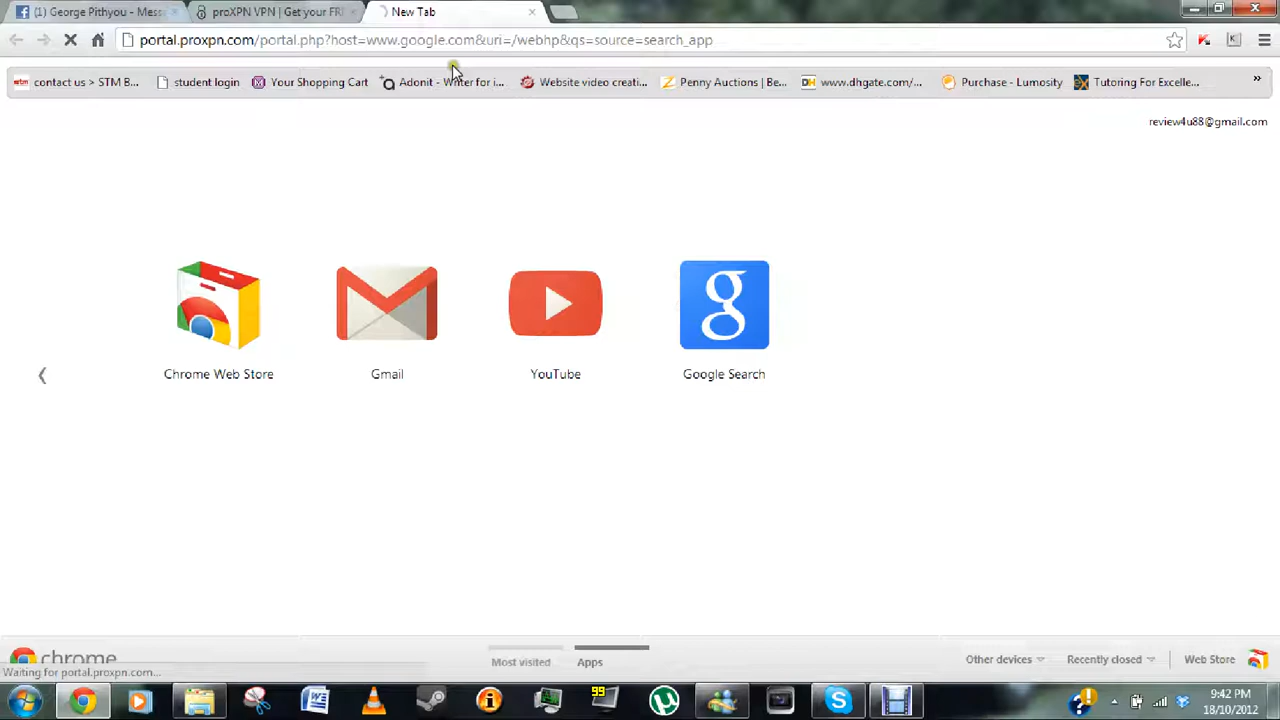 (1) George Pithyou - Mess
proXPN VPN | Get your FR
New Tab
portal.proxpn.com/portal.php?host=www.google.com&uri=/webhp&qs=source=search_app
contact us > STM B...
student login
Your Shopping Cart
Adonit - Writer for i...
Website video creati...
Penny Auctions | Be...
www.dhgate.com/...
Purchase - Lumosity
Tutoring For Excelle...
review4u88@gmail.com
Chrome Web Store
Gmail
YouTube
Google Search
chrome
Most visited
Apps
Other devices
Recently closed
Web Store
Waiting for portal.proxpn.com...
99
9:42 PM
18/10/2012